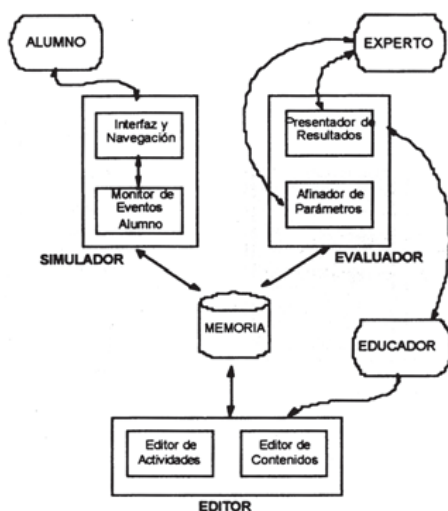 ALUMNO
EXPERTO
Interfaz y
Navegación
Monitor de
Eventos
Alumno
SIMULADOR
Presentador de
Resultados
Afinador de
Parámetros
EVALUADOR
MEMORIA
EDUCADOR
Editor de
Actividades
Editor de
Contenidos
EDITOR